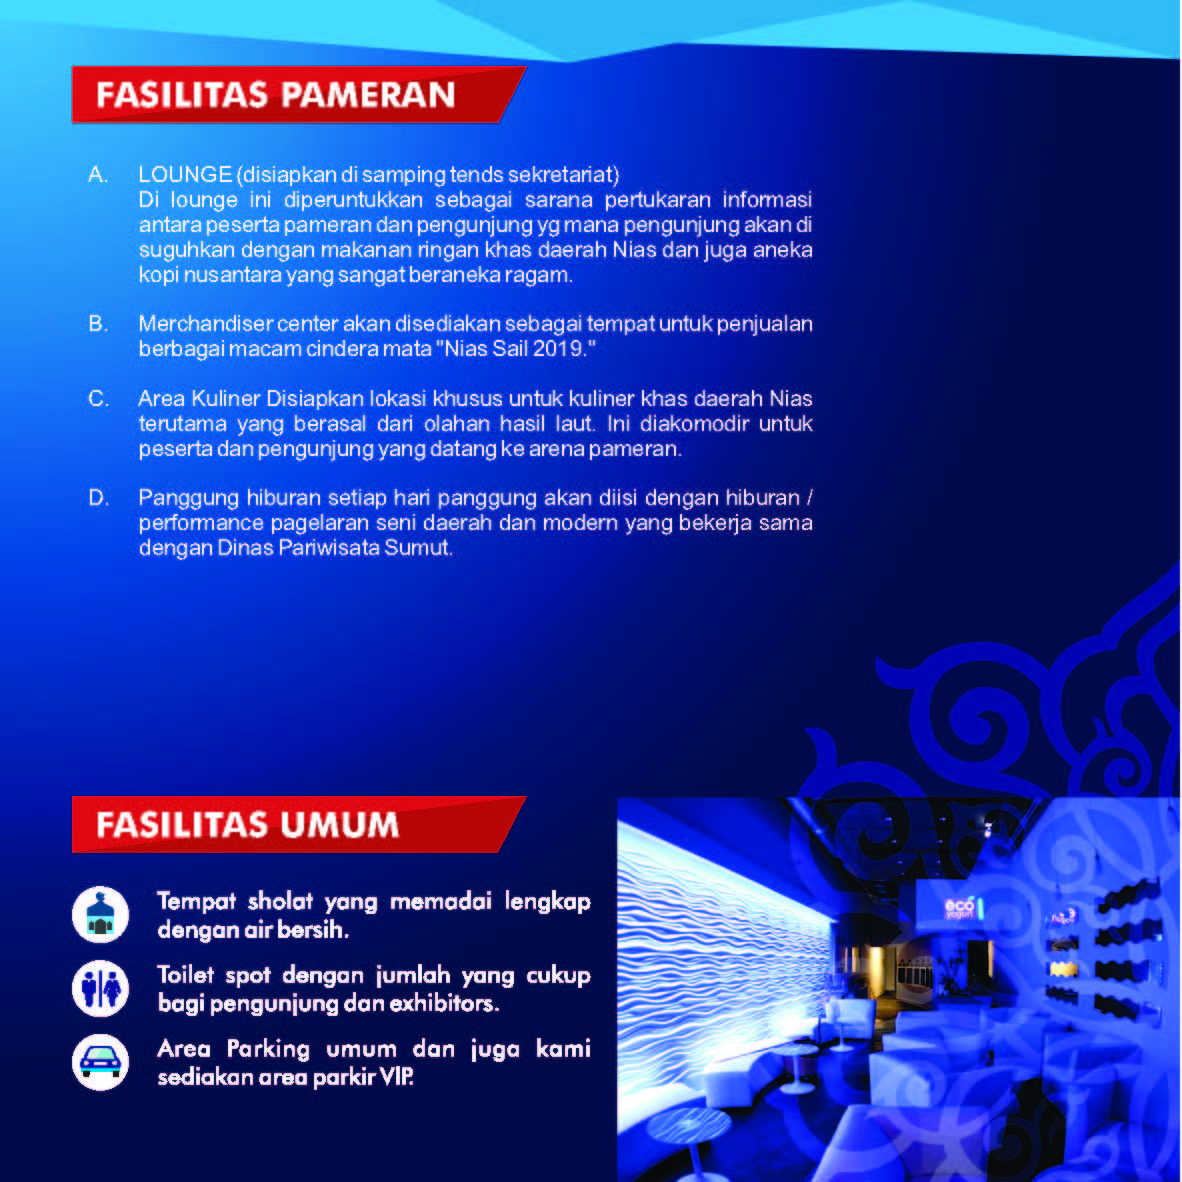 FASILITAS PAMERAN
A. LOUNGE (disiapkan di samping tends sekretariat)
Di lounge ini diperuntukkan sebagai sarana pertukaran informasi
antara peserta pameran dan pengunjung yg mana pengunjung akan di
suguhkan dengan makanan ringan khas daerah Nias dan juga aneka
kopi nusantara yang sangat beraneka ragam.
B. Merchandiser center akan disediakan sebagai tempat untuk penjualan
berbagai macam cindera mata "Nias Sail 2019."
C. Area Kuliner Disiapkan lokasi khusus untuk kuliner khas daerah Nias
terutama yang berasal dari olahan hasil laut. Ini diakomodir untuk
peserta dan pengunjung yang datang ke arena pameran.
D. Panggung hiburan setiap hari panggung akan diisi dengan hiburan /
performance pagelaran seni daerah dan modern yang bekerja sama
dengan Dinas Pariwisata Sumut.
FASILITAS UMUM
Tempat sholat yang memadai lengkap
dengan air bersih.
Toilet spot dengan jumlah yang cukup
bagi pengunjung dan exhibitors.
Area Parking umum dan juga kami
sediakan area parkir VIP.
eco
yogurt